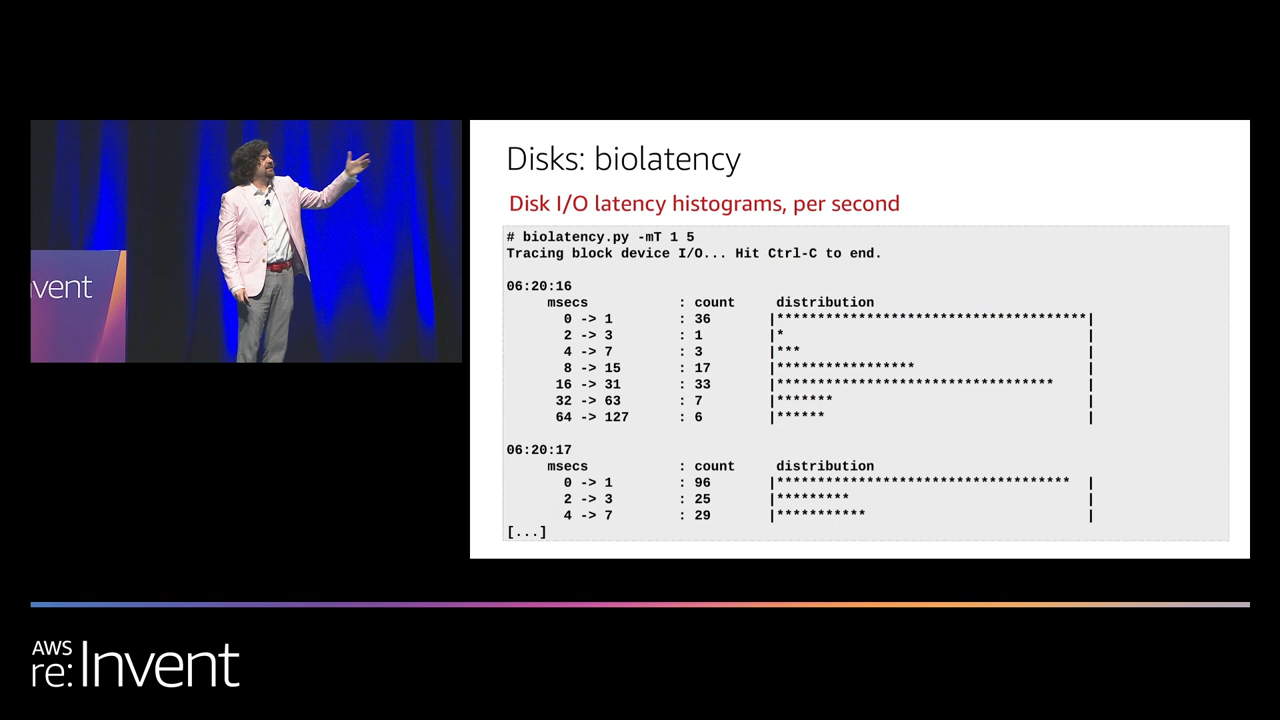 vent
Disks: biolatency
Disk I/O latency histograms, per second
# biolatency.py -mT 1 5
Tracing block device I/O... Hit Ctrl-C to end.
06:20:16
msecs : count distribution
0 -> 1 : 36 |**************************************|
2 -> 3 : 1 |* |
4 -> 7 : 3 |*** |
8 -> 15 : 17 |***************** |
16 -> 31 : 33 |********************************** |
32 -> 63 : 7 |******* |
64 -> 127 : 6 |****** |
06:20:17
msecs : count distribution
0 -> 1 : 96 |************************************ |
2 -> 3 : 25 |********* |
4 -> 7 : 29 |*********** |
[...]
AWS
re:Invent